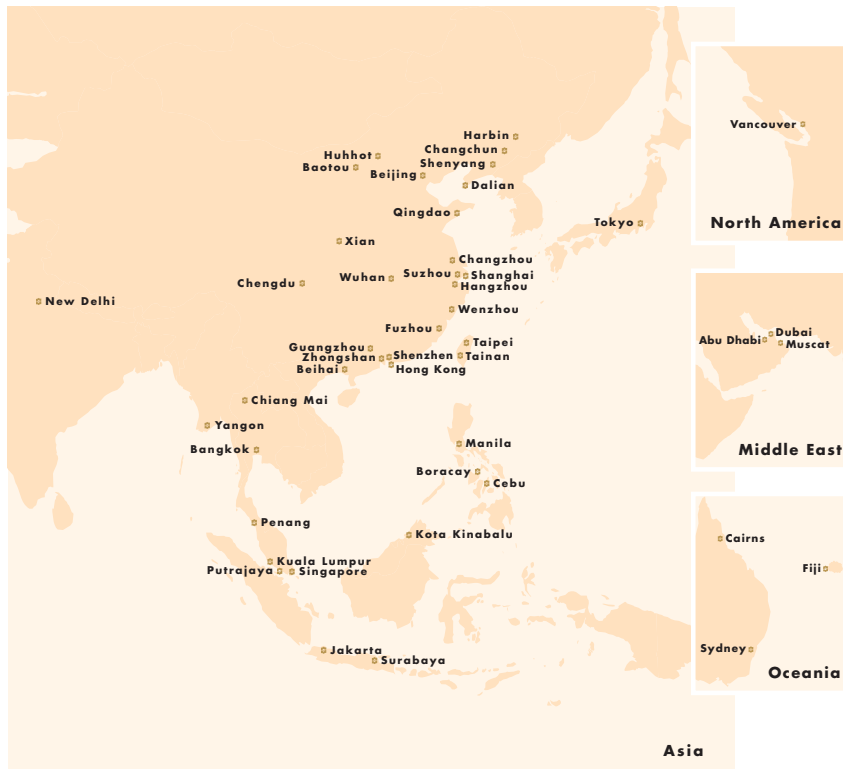 Harbin
Changchun
Huhhot
Shenyang
Baotou
Beijing
Dalian
Qingdao
Tokyo
Xian
Changzhou
Suzhou
Shanghai
Wuhan
Chengdu
Hangzhou
New Delhi
Wenzhou
Fuzhou
Taipei
Guangzhou
Shenzhen
Tainan
Zhongshan
Hong Kong
Beihai
Chiang Mai
Yangon
Manila
Bangkok
Boracay
Cebu
Penang
Kota Kinabalu
Kuala Lumpur
Putrajaya
Singapore
Jakarta
Surabaya
Asia
Vancouver
North America
Dubai
Abu Dhabi
Muscat
Middle East
Cairns
Fiji
Sydney
Oceania